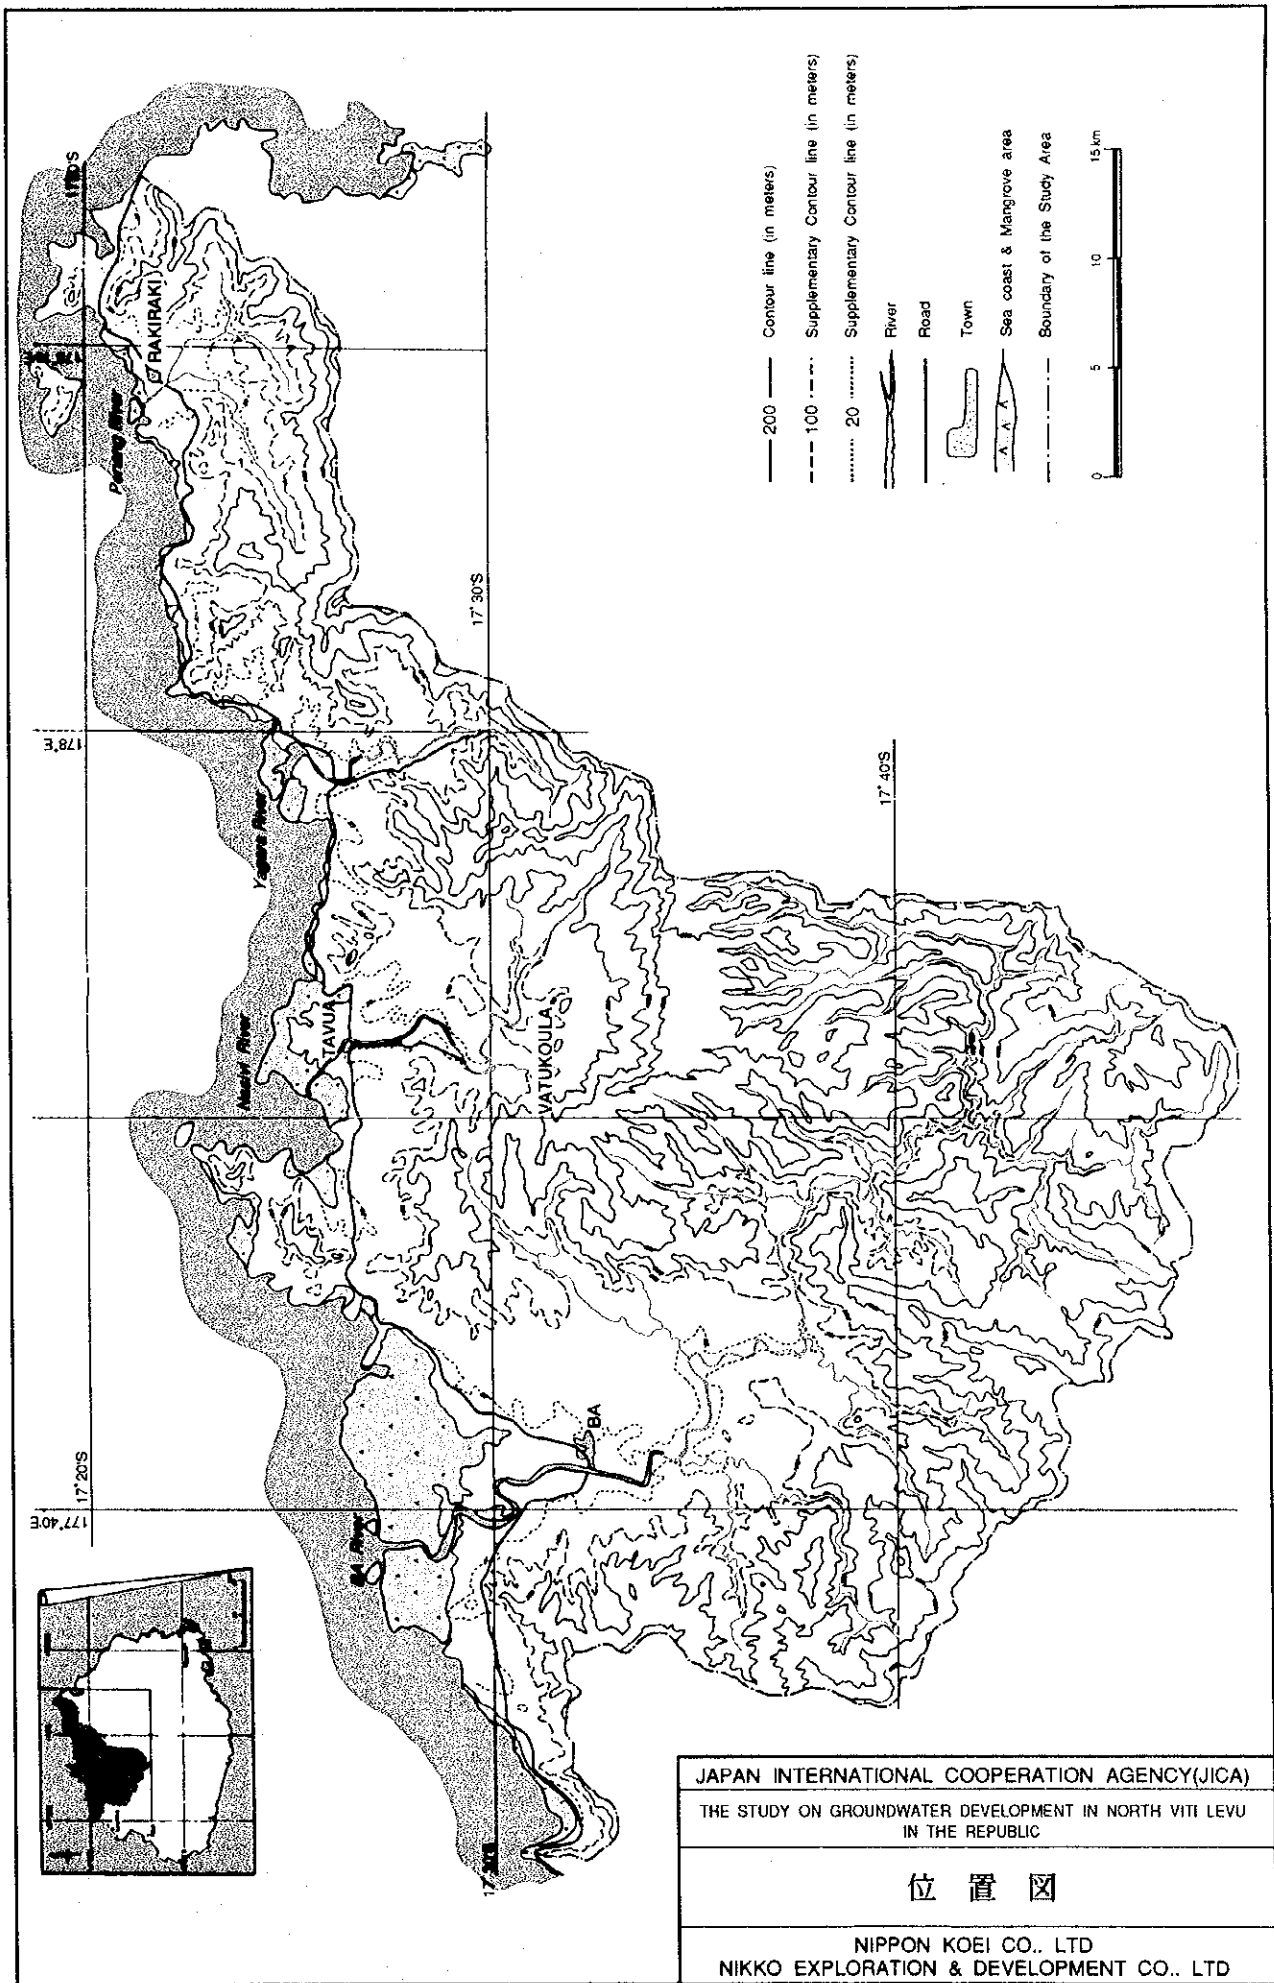 17°20'S
177°40'E
178°E
17°30'S
17°40'S
Penang River
(RAKIRAKI)
Yaqara River
TAVUA
VATUKOULA
BA River
BA
200 Contour line (in meters)
100 Supplementary Contour line (in meters)
20 Supplementary Contour line (in meters)
River
Road
Town
Sea coast & Mangrove area
Boundary of the Study Area
0 5 10 15 km
JAPAN INTERNATIONAL COOPERATION AGENCY(JICA)
THE STUDY ON GROUNDWATER DEVELOPMENT IN NORTH VITI LEVU
IN THE REPUBLIC
位 置 図
NIPPON KOEI CO.. LTD
NIKKO EXPLORATION & DEVELOPMENT CO.. LTD